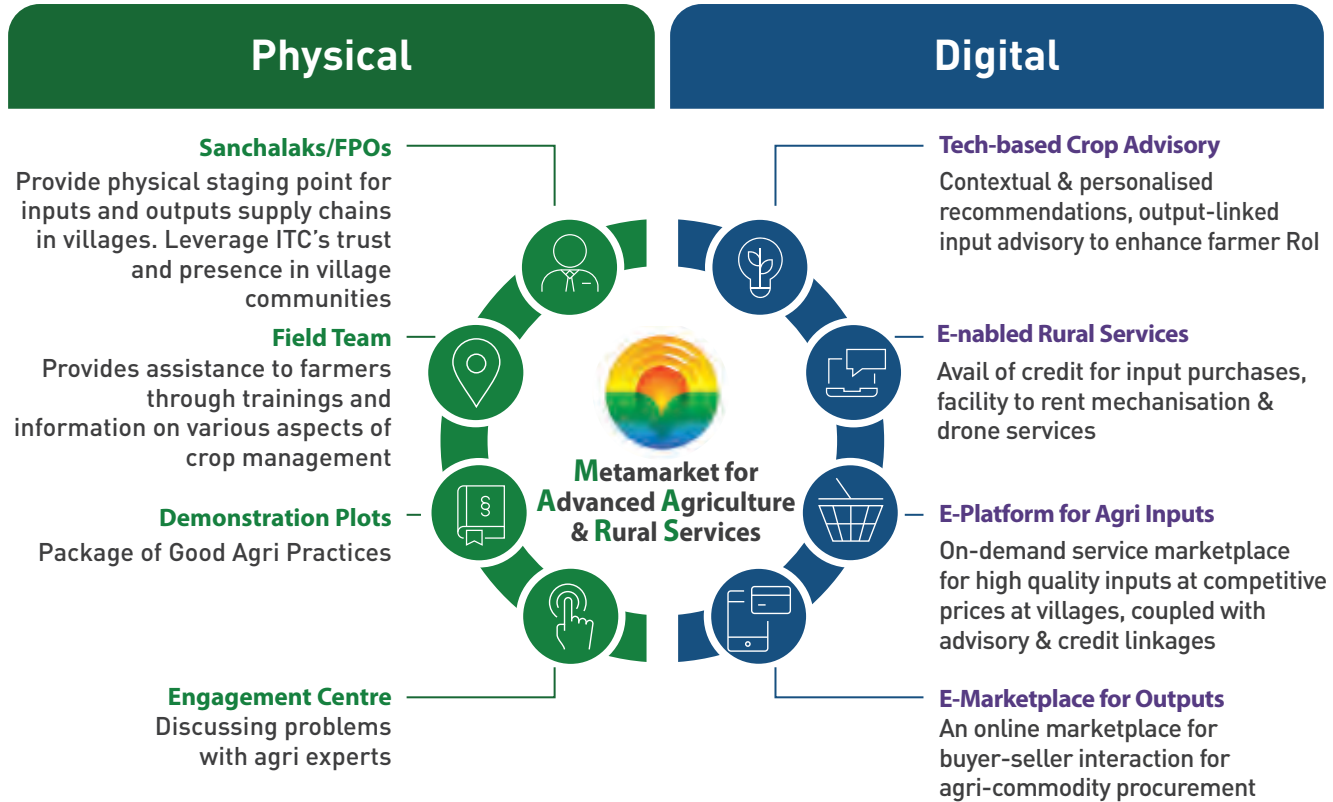 Physical
Sanchalaks/FPOs
Provide physical staging point for
inputs and outputs supply chains
in villages. Leverage ITC’s trust
and presence in village
communities
Field Team
Provides assistance to farmers
through trainings and
information on various aspects of
crop management
Demonstration Plots
Package of Good Agri Practices
Engagement Centre
Discussing problems
with agri experts
§
Metamarket for
Advanced Agriculture
& Rural Services
Digital
Tech-based Crop Advisory
Contextual & personalised
recommendations, output-linked
input advisory to enhance farmer RoI
E-nabled Rural Services
Avail of credit for input purchases,
facility to rent mechanisation &
drone services
E-Platform for Agri Inputs
On-demand service marketplace
for high quality inputs at competitive
prices at villages, coupled with
advisory & credit linkages
E-Marketplace for Outputs
An online marketplace for
buyer-seller interaction for
agri-commodity procurement